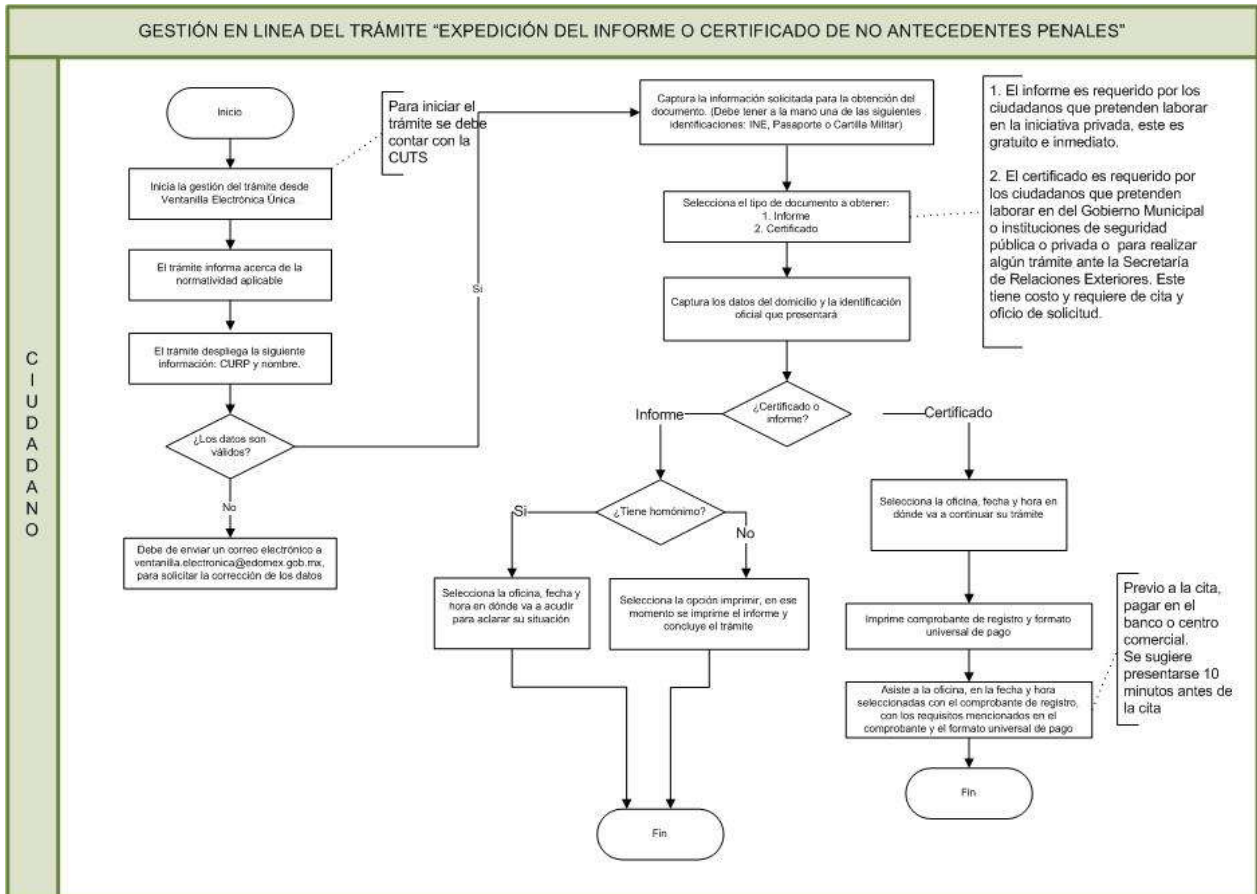 GESTIÓN EN LINEA DEL TRÁMITE "EXPEDICIÓN DEL INFORME O CERTIFICADO DE NO ANTECEDENTES PENALES"
CIUDADANO
Inicio
Para iniciar el
trámite se debe
contar con la
CUTS
Inicia la gestión del trámite desde
Ventanilla Electrónica Única
El trámite informa acerca de la
normatividad aplicable
El trámite despliega la siguiente
información: CURP y nombre.
¿Los datos son
válidos?
Si
No
Debe de enviar un correo electrónico a
ventanilla.electronica@edomex.gob.mx,
para solicitar la corrección de los datos
Captura la información solicitada para la obtención del
documento. (Debe tener a la mano una de las siguientes
identificaciones: INE, Pasaporte o Cartilla Militar)
Selecciona el tipo de documento a obtener:
1. Informe
2. Certificado
1. El informe es requerido por los
ciudadanos que pretenden laborar
en la iniciativa privada, este es
gratuito e inmediato.
2. El certificado es requerido por
los ciudadanos que pretenden
laborar en del Gobierno Municipal
o instituciones de seguridad
pública o privada o para realizar
algún trámite ante la Secretaría
de Relaciones Exteriores. Este
tiene costo y requiere de cita y
oficio de solicitud.
Captura los datos del domicilio y la identificación
oficial que presentará
¿Certificado o
informe?
Informe
Certificado
¿Tiene homónimo?
Si
No
Selecciona la oficina, fecha y
hora en dónde va a acudir
para aclarar su situación
Selecciona la opción imprimir, en ese
momento se imprime el informe y
concluye el trámite
Fin
Selecciona la oficina, fecha y hora en
dónde va a continuar su trámite
Imprime comprobante de registro y formato
universal de pago
Asiste a la oficina, en la fecha y hora
seleccionadas con el comprobante de registro,
con los requisitos mencionados en el
comprobante y el formato universal de pago
Previo a la cita,
pagar en el
banco o centro
comercial.
Se sugiere
presentarse 10
minutos antes de
la cita
Fin